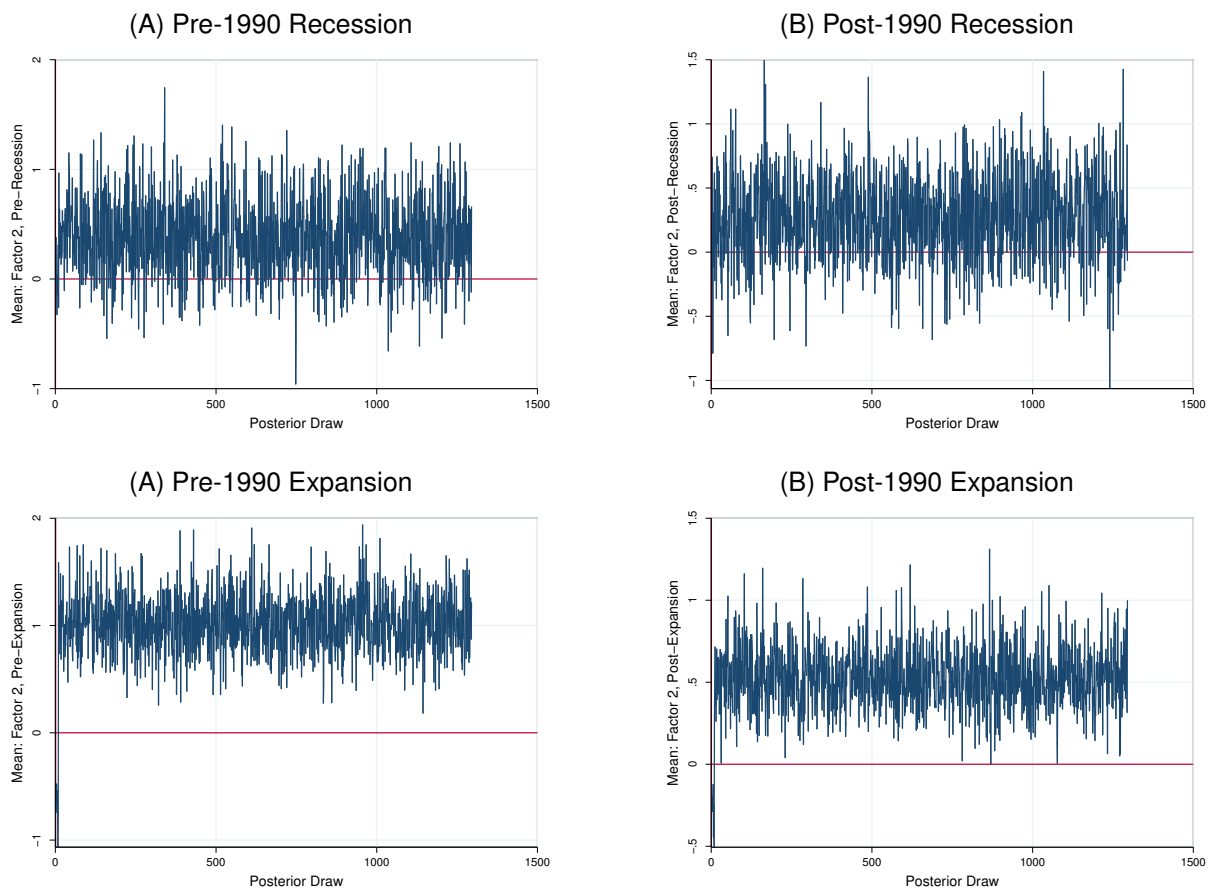 (A) Pre-1990 Recession
Mean: Factor 2, Pre−Recession
2
1
0
−1
0 500 1000 1500
Posterior Draw
(B) Post-1990 Recession
Mean: Factor 2, Post−Recession
1.5
1
.5
0
−.5
−1
0 500 1000 1500
Posterior Draw
(A) Pre-1990 Expansion
Mean: Factor 2, Pre−Expansion
2
1
0
−1
0 500 1000 1500
Posterior Draw
(B) Post-1990 Expansion
Mean: Factor 2, Post−Expansion
1.5
1
.5
0
−.5
0 500 1000 1500
Posterior Draw